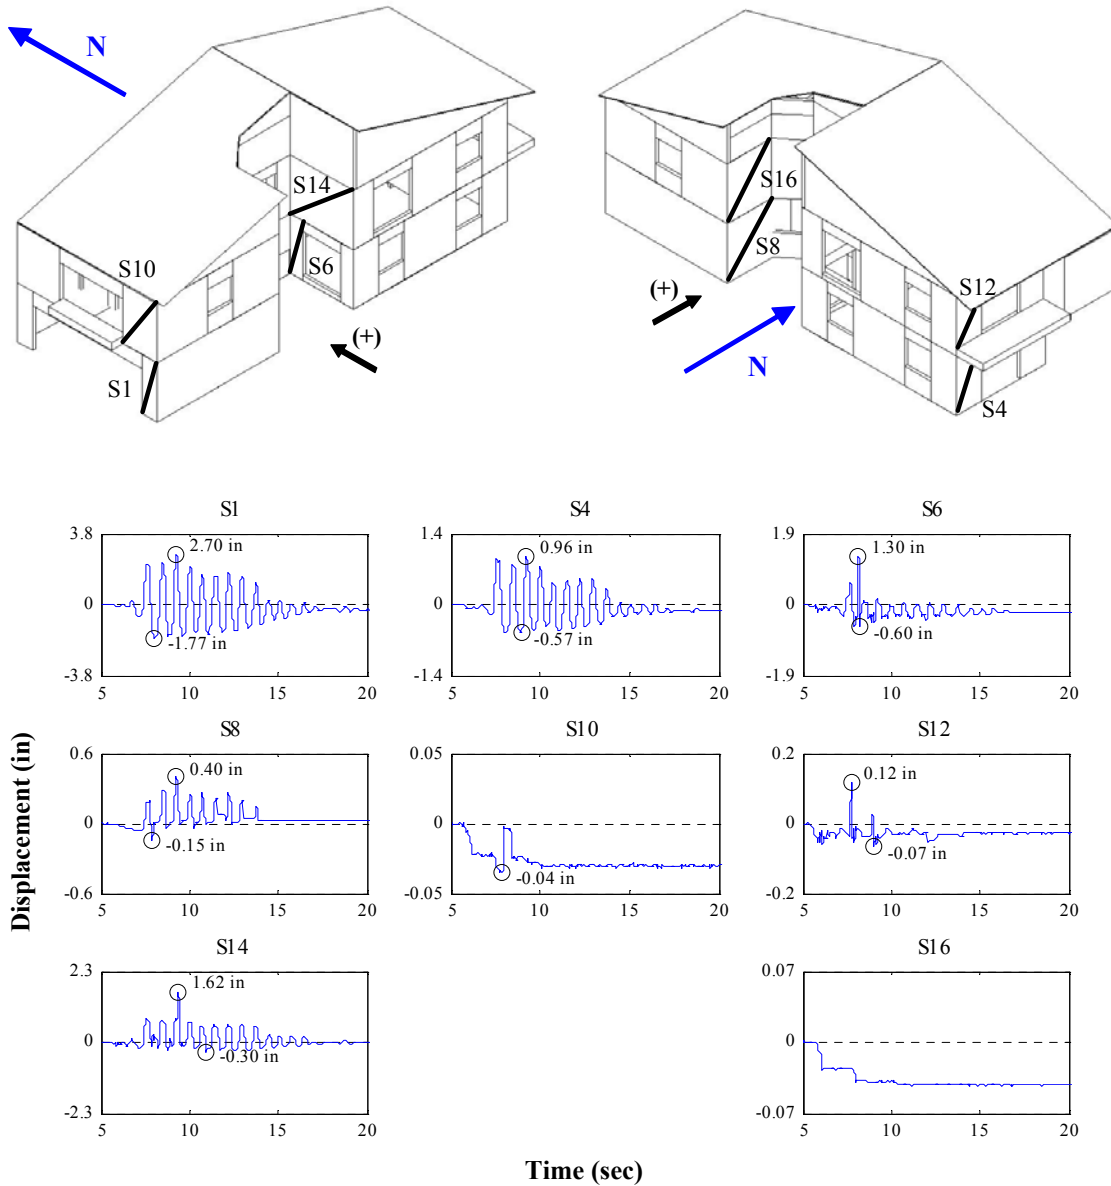 N
S14
S10
S6
(+)
S1
S16
S8
S12
(+)
N
S4
S1
3.8
2.70 in
0
-1.77 in
-3.8
5 10 15 20
S4
1.4
0.96 in
0
-0.57 in
-1.4
5 10 15 20
S6
1.9
1.30 in
0
-0.60 in
-1.9
5 10 15 20
S8
0.6
0.40 in
0
-0.15 in
-0.6
5 10 15 20
S10
0.05
0
-0.04 in
-0.05
5 10 15 20
S12
0.2
0.12 in
0
-0.07 in
-0.2
5 10 15 20
S14
2.3
1.62 in
0
-0.30 in
-2.3
5 10 15 20
S16
0.07
0
-0.07
5 10 15 20
Displacement (in)
Time (sec)